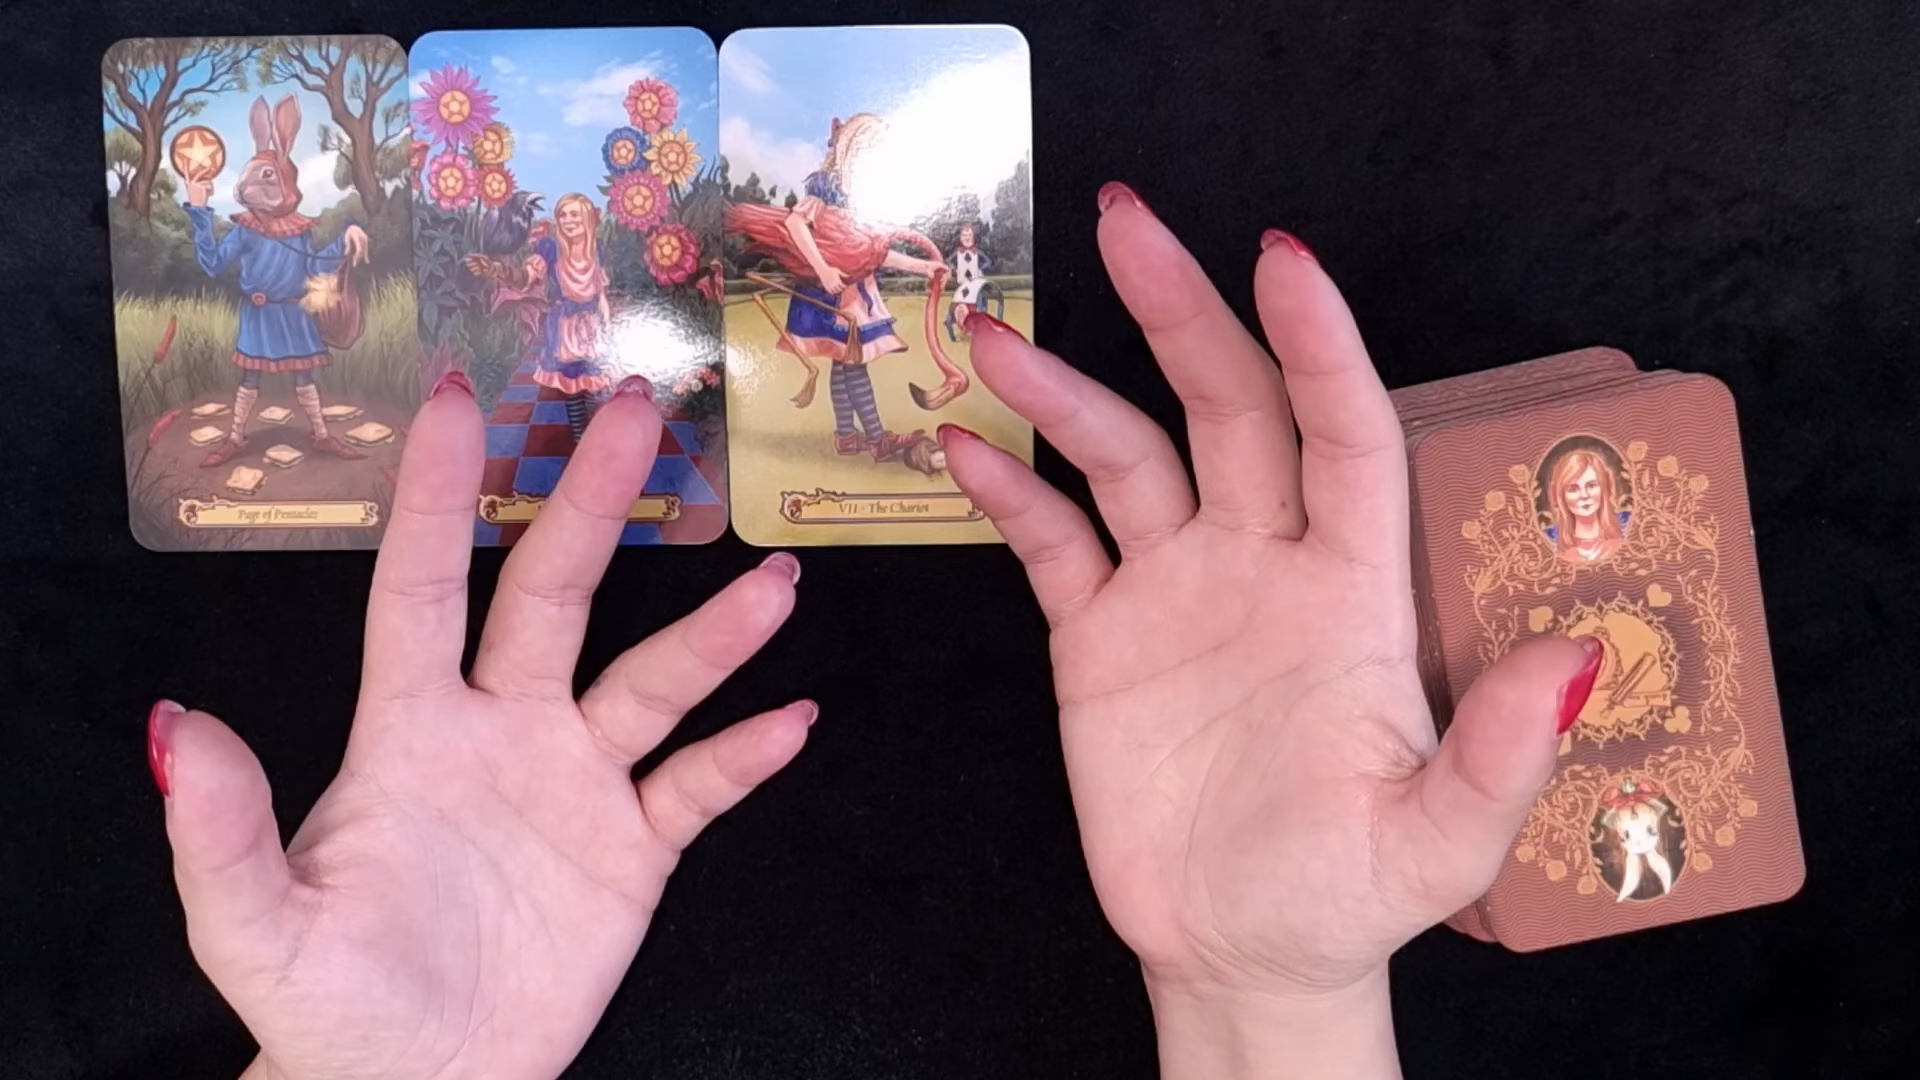 Page of Pentacles
VII - The Chariot